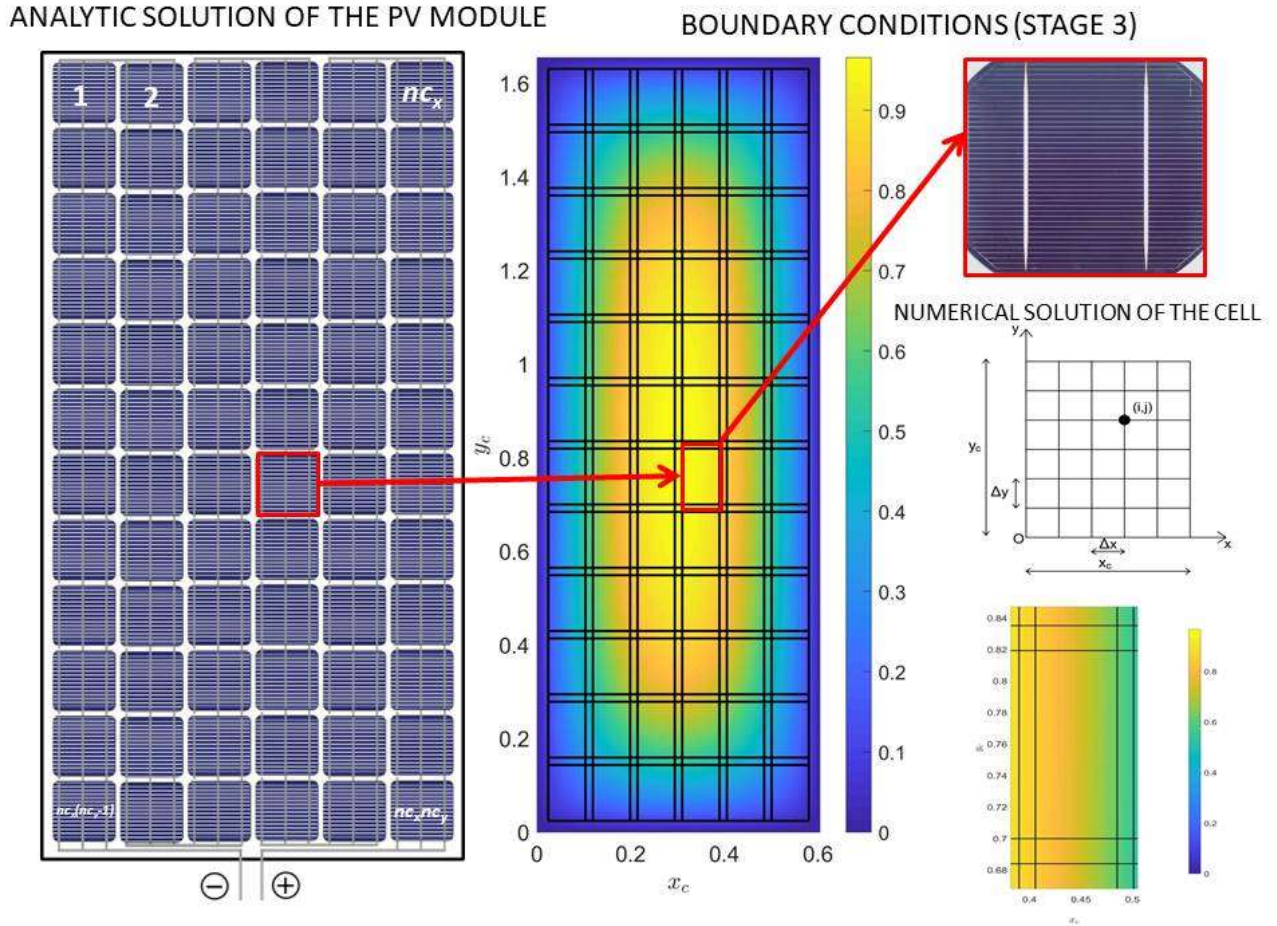 ANALYTIC SOLUTION OF THE PV MODULE
BOUNDARY CONDITIONS (STAGE 3)
1
2
nc_x
nc_x(nc_y-1)
nc_xnc_y
1.6
1.4
1.2
1
0.8
0.6
0.4
0.2
0
y_c
0
0.2
0.4
0.6
x_c
0.9
0.8
0.7
0.6
0.5
0.4
0.3
0.2
0.1
0
NUMERICAL SOLUTION OF THE CELL
y
(i,j)
y_c
Δy
O
Δx
x
x_c
0.84
0.82
0.8
0.78
0.76
0.74
0.72
0.7
0.68
0.4
0.45
0.5
0.8
0.6
0.4
0.2
0
⊖ ⊕